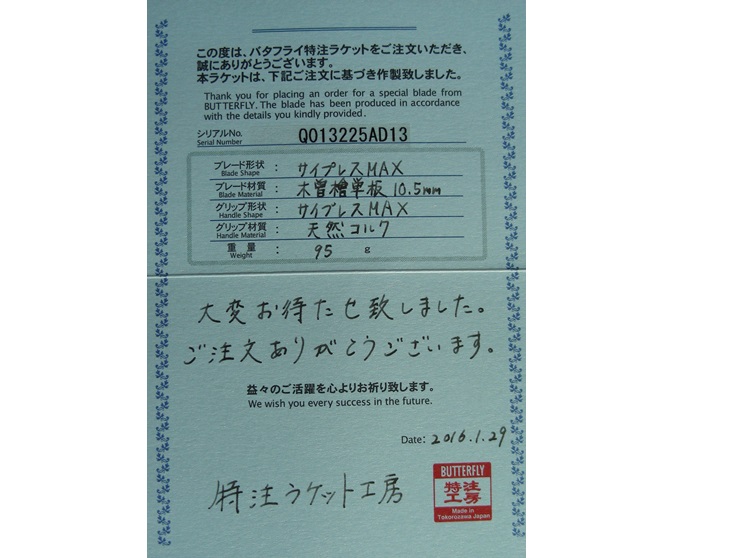 この度は、バタフライ特注ラケットをご注文いただき、
誠にありがとうございます。
本ラケットは、下記ご注文に基づき作製致しました。
Thank you for placing an order for a special blade from
BUTTERFLY. The blade has been produced in accordance
with the details you kindly provided.
シリアルNo.
Serial Number
Q013225AD13
ブレード形状 : サイプレスMAX
Blade Shape
ブレード材質 : 木曽檜単板 10.5mm
Blade Material
グリップ形状 : サイプレスMAX
Handle Shape
グリップ材質 : 天然コルク
Handle Material
重量 : 95 g
Weight
大変お待たせ致しました。
ご注文ありがとうございます。
益々のご活躍を心よりお祈り致します。
We wish you every success in the future.
Date: 2016.1.29
特注ラケット工房
BUTTERFLY
特注
工房
Made in
Tokorozawa Japan